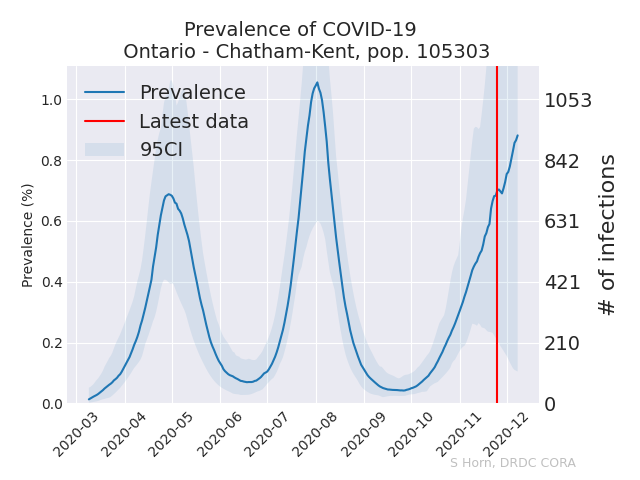 Prevalence of COVID-19
Ontario - Chatham-Kent, pop. 105303
Prevalence
Latest data
95CI
Prevalence (%)
1.0
0.8
0.6
0.4
0.2
0.0
1053
842
631
421
210
0
# of infections
2020-03
2020-04
2020-05
2020-06
2020-07
2020-08
2020-09
2020-10
2020-11
2020-12
S Horn, DRDC CORA